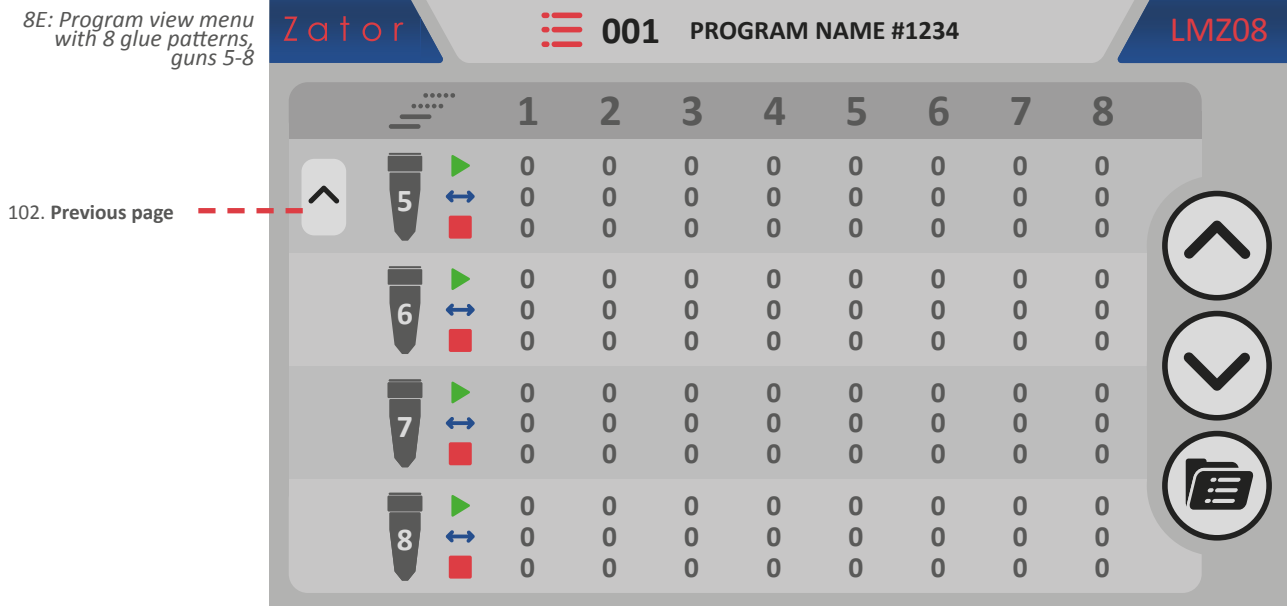 8E: Program view menu
with 8 glue patterns,
guns 5-8
Zator 001 PROGRAM NAME #1234 LMZ08
1 2 3 4 5 6 7 8
102. Previous page
5
0 0 0 0 0 0 0 0
0 0 0 0 0 0 0 0
0 0 0 0 0 0 0 0
6
0 0 0 0 0 0 0 0
0 0 0 0 0 0 0 0
0 0 0 0 0 0 0 0
7
0 0 0 0 0 0 0 0
0 0 0 0 0 0 0 0
0 0 0 0 0 0 0 0
8
0 0 0 0 0 0 0 0
0 0 0 0 0 0 0 0
0 0 0 0 0 0 0 0